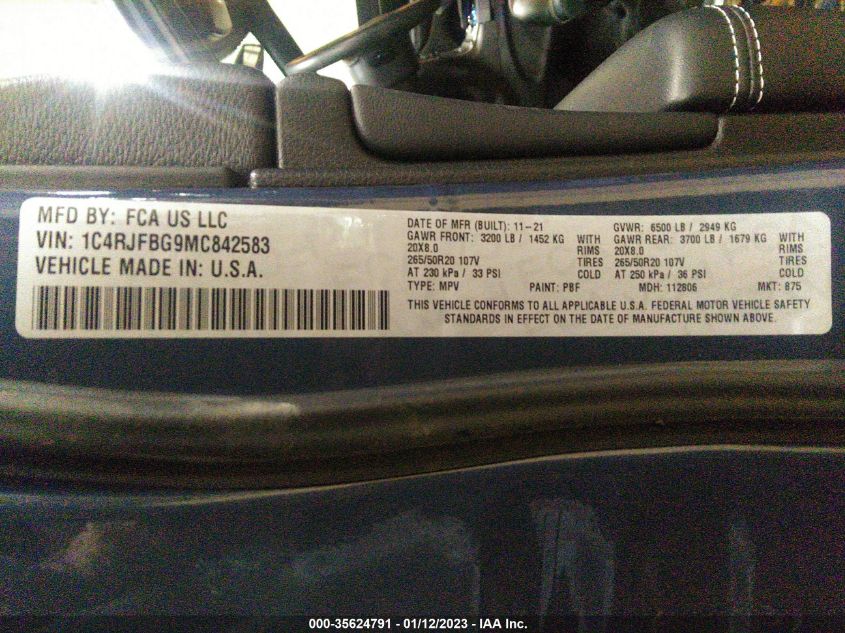 MFD BY: FCA US LLC
VIN: 1C4RJFBG9MC842583
VEHICLE MADE IN: U.S.A.
DATE OF MFR (BUILT): 11-21
GAWR FRONT: 3200 LB / 1452 KG WITH
20X8.0 RIMS
265/50R20 107V TIRES
AT 230 kPa / 33 PSI COLD
TYPE: MPV PAINT: PBF
GVWR: 6500 LB / 2949 KG
GAWR REAR: 3700 LB / 1679 KG WITH
20X8.0 RIMS
265/50R20 107V TIRES
AT 250 kPa / 36 PSI COLD
MDH: 112806 MKT: 875
THIS VEHICLE CONFORMS TO ALL APPLICABLE U.S.A. FEDERAL MOTOR VEHICLE SAFETY
STANDARDS IN EFFECT ON THE DATE OF MANUFACTURE SHOWN ABOVE.
000-35624791 - 01/12/2023 - IAA Inc.